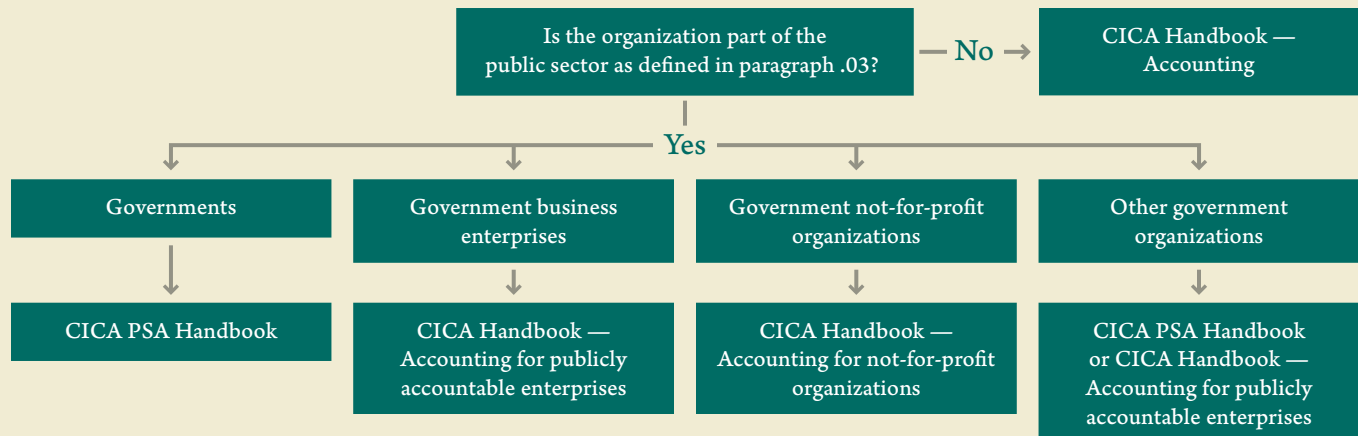 Is the organization part of the
public sector as defined in paragraph .03?
No
CICA Handbook —
Accounting
Yes
Governments
Government business
enterprises
Government not-for-profit
organizations
Other government
organizations
CICA PSA Handbook
CICA Handbook —
Accounting for publicly
accountable enterprises
CICA Handbook —
Accounting for not-for-profit
organizations
CICA PSA Handbook
or CICA Handbook —
Accounting for publicly
accountable enterprises